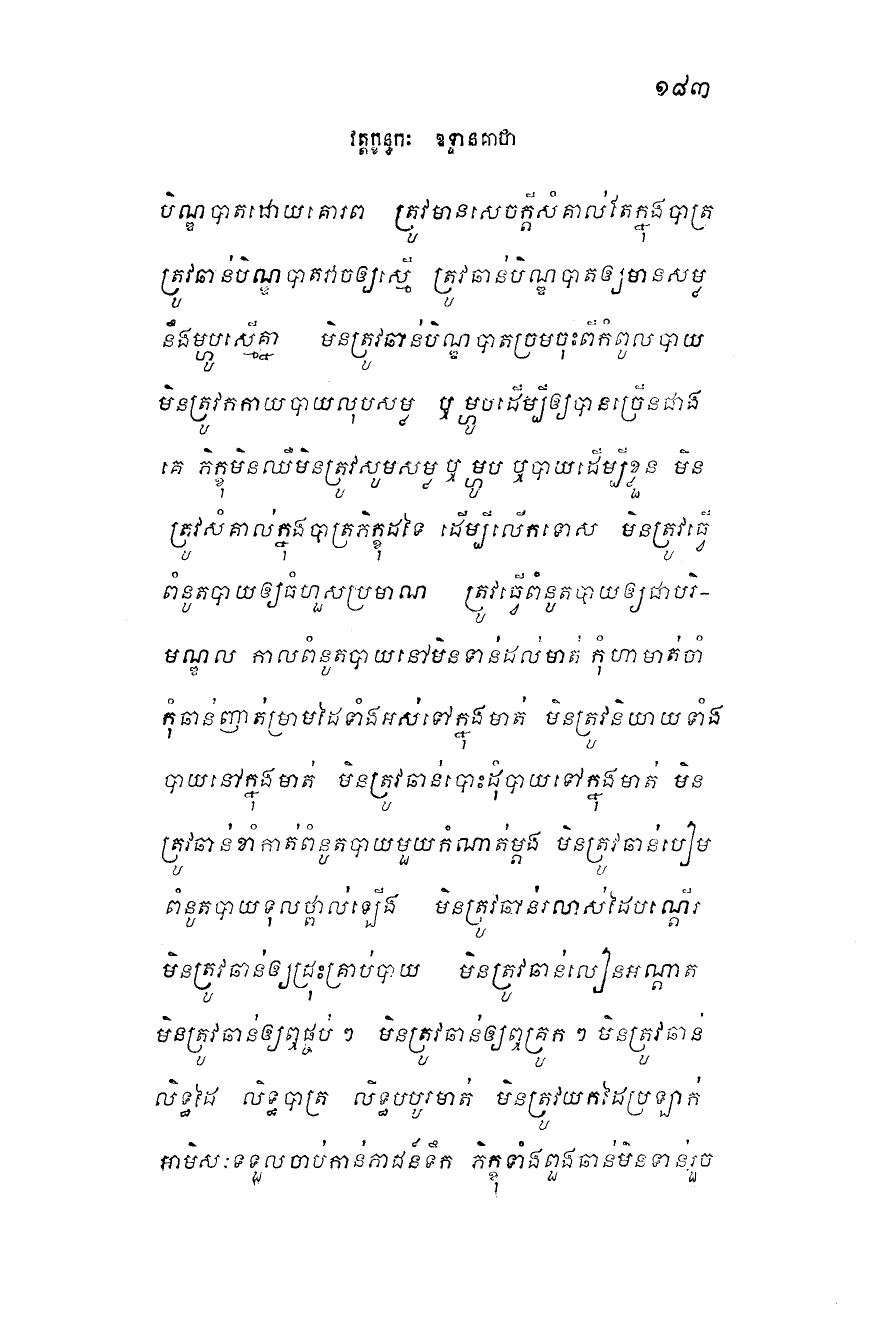 ១៨៣
វត្តក្ខន្ធកៈ ឧទ្ទានគាថា
បិណ្ឌបាតដោយគោរព ត្រូវមានសេចក្ដីសំគាល់តែក្នុងបាត្រ
ត្រូវឆាន់បិណ្ឌបាតរាបឲ្យស្មើ ត្រូវឆាន់បិណ្ឌបាតឲ្យមានសម្ល
នឹងម្ហូបស្មើគ្នា មិនត្រូវឆាន់បិណ្ឌបាតច្រមចុះពីកំពូលបាយ
មិនត្រូវកកាយបាយលុបសម្ល ឬម្ហូបដើម្បីឲ្យបានច្រើនជាង
គេ ភិក្ខុមិនឈឺមិនត្រូវសូមសម្ល ឬម្ហូប ឬបាយដើម្បីខ្លួន មិន
ត្រូវសំគាល់ក្នុងបាត្រភិក្ខុដទៃ ដើម្បីលើកទោស មិនត្រូវធ្វើ
ពំនូតបាយឲ្យធំហួសប្រមាណ ត្រូវធ្វើពំនូតបាយឲ្យជាបរិ-
មណ្ឌល កាលពំនូតបាយនៅមិនទាន់ដល់មាត់ កុំហាមាត់ចាំ
កុំឆាន់ញាត់ម្រាមដៃទាំងអស់ទៅក្នុងមាត់ មិនត្រូវនិយាយទាំង
បាយនៅក្នុងមាត់ មិនត្រូវឆាន់បោះដុំបាយទៅក្នុងមាត់ មិន
ត្រូវឆាន់ខាំកាត់ពំនូតបាយមួយកំណាត់ម្ដង មិនត្រូវឆាន់បៀម
ពំនូតបាយទុលថ្ពាល់ឡើង មិនត្រូវឆាន់រលាស់ដៃបណ្ដើរ
មិនត្រូវឆាន់ឲ្យជ្រុះគ្រាប់បាយ មិនត្រូវឆាន់លៀនអណ្ដាត
មិនត្រូវឆាន់ឲ្យឮផ្ចប់ ៗ មិនត្រូវឆាន់ឲ្យឮគ្រូក ៗ មិនត្រូវឆាន់
លិទ្ធដៃ លិទ្ធបាត្រ លិទ្ធបបូរមាត់ មិនត្រូវយកដៃប្រឡាក់
អាមិសៈទទួលចាប់កាន់ភាជន៍ទឹក ភិក្ខុទាំងពួងឆាន់មិនទាន់រួច